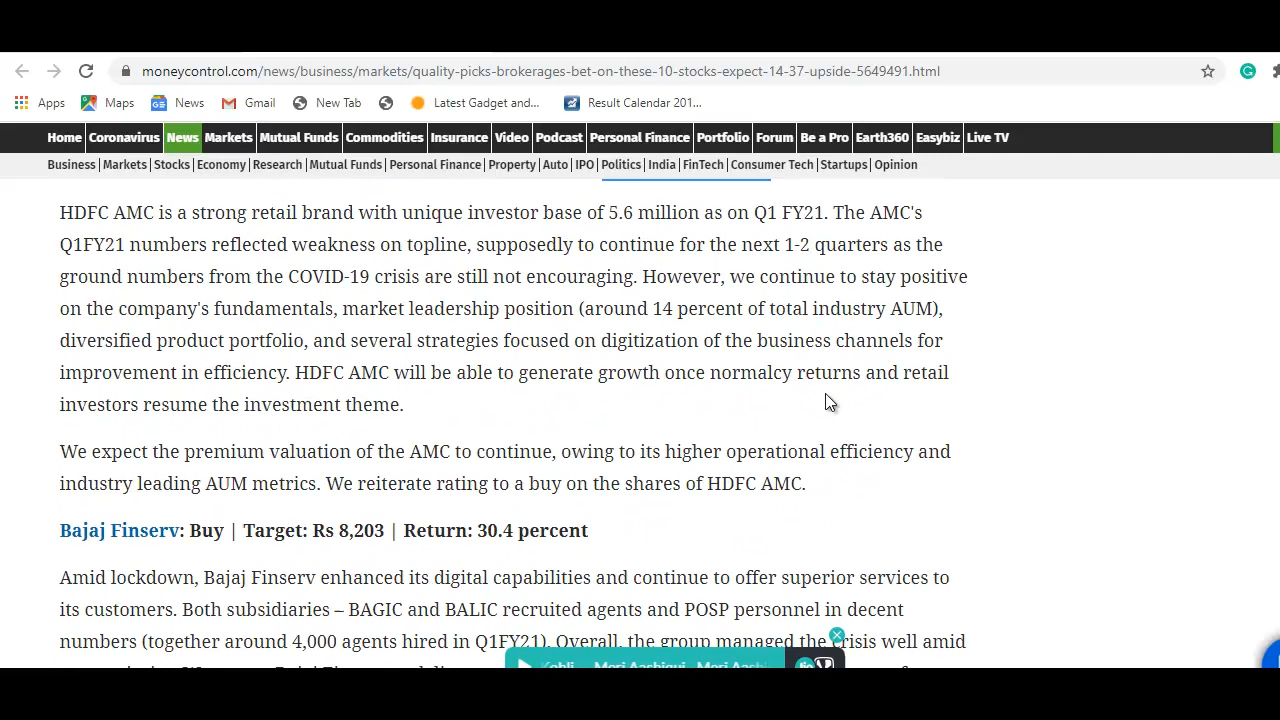 moneycontrol.com/news/business/markets/quality-picks-brokerages-bet-on-these-10-stocks-expect-14-37-upside-5649491.html
Apps Maps News Gmail New Tab Latest Gadget and... Result Calendar 201...
Home Coronavirus News Markets Mutual Funds Commodities Insurance Video Podcast Personal Finance Portfolio Forum Be a Pro Earth360 Easybiz Live TV
Business | Markets | Stocks | Economy | Research | Mutual Funds | Personal Finance | Property | Auto | IPO | Politics | India | FinTech | Consumer Tech | Startups | Opinion
HDFC AMC is a strong retail brand with unique investor base of 5.6 million as on Q1 FY21. The AMC's
Q1FY21 numbers reflected weakness on topline, supposedly to continue for the next 1-2 quarters as the
ground numbers from the COVID-19 crisis are still not encouraging. However, we continue to stay positive
on the company's fundamentals, market leadership position (around 14 percent of total industry AUM),
diversified product portfolio, and several strategies focused on digitization of the business channels for
improvement in efficiency. HDFC AMC will be able to generate growth once normalcy returns and retail
investors resume the investment theme.
We expect the premium valuation of the AMC to continue, owing to its higher operational efficiency and
industry leading AUM metrics. We reiterate rating to a buy on the shares of HDFC AMC.
Bajaj Finserv: Buy | Target: Rs 8,203 | Return: 30.4 percent
Amid lockdown, Bajaj Finserv enhanced its digital capabilities and continue to offer superior services to
its customers. Both subsidiaries – BAGIC and BALIC recruited agents and POSP personnel in decent
numbers (together around 4,000 agents hired in Q1FY21). Overall, the group managed the crisis well amid